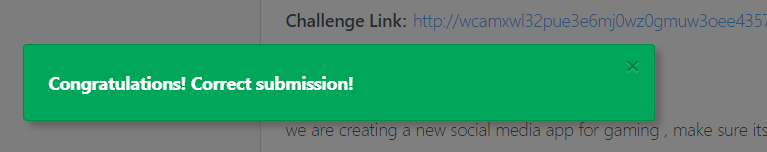 Challenge Link: http://wcamxwl32pue3e6mj0wz0gmuw3oee4357
×
Congratulations! Correct submission!
we are creating a new social media app for gaming , make sure its